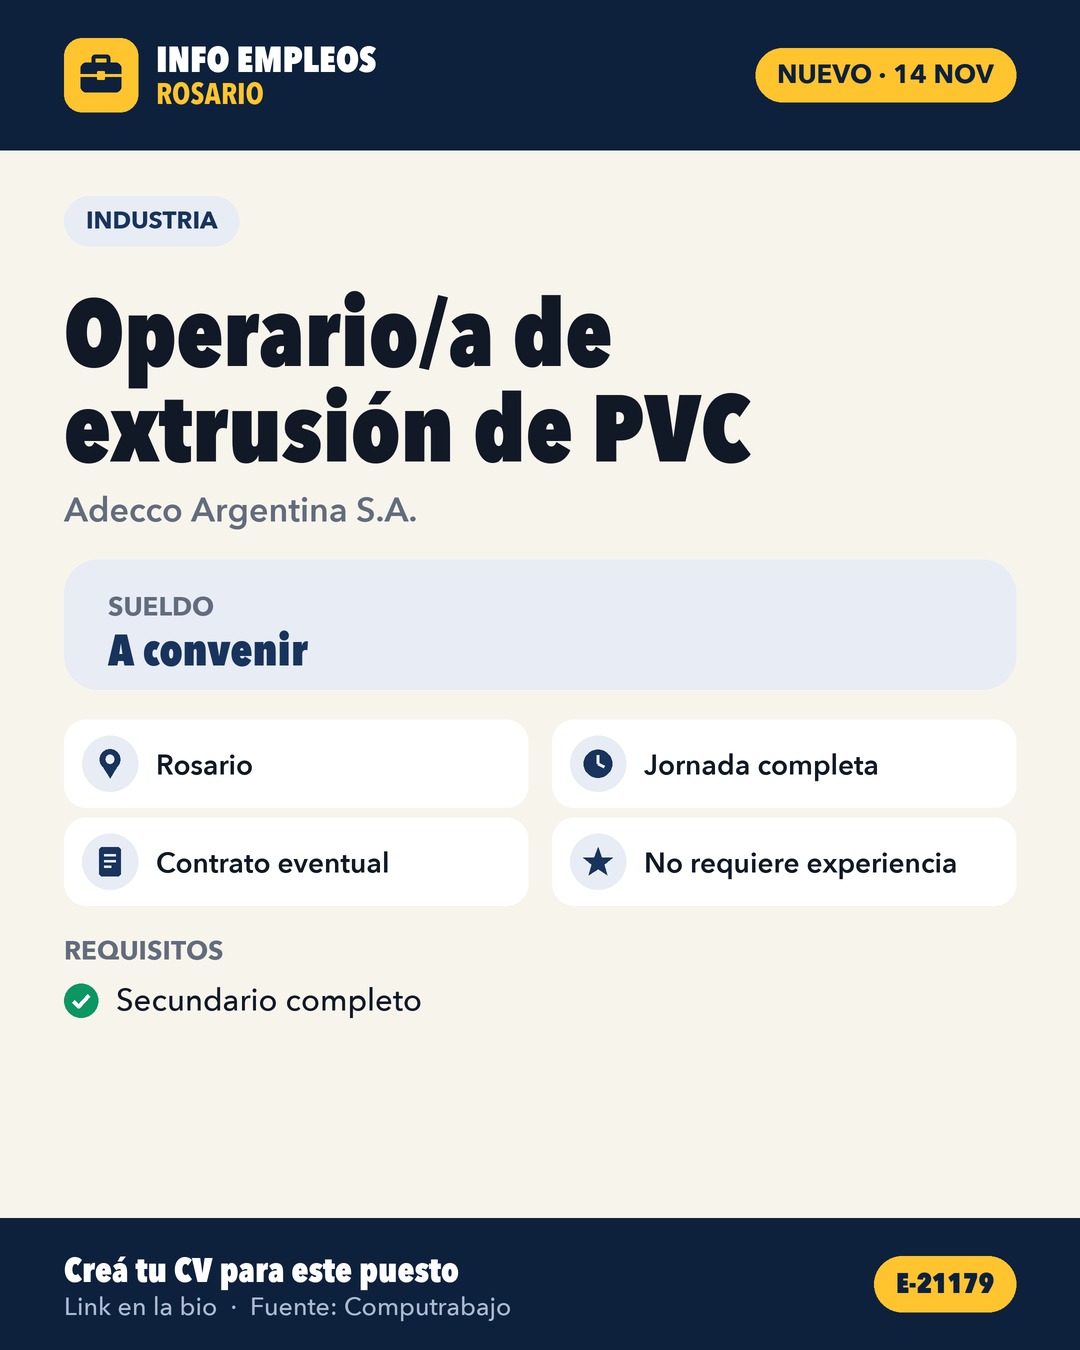 INFO EMPLEOS
ROSARIO
NUEVO · 14 NOV
INDUSTRIA
Operario/a de
extrusión de PVC
Adecco Argentina S.A.
SUELDO
A convenir
Rosario
Jornada completa
Contrato eventual
No requiere experiencia
REQUISITOS
Secundario completo
Creá tu CV para este puesto
Link en la bio · Fuente: Computrabajo
E-21179